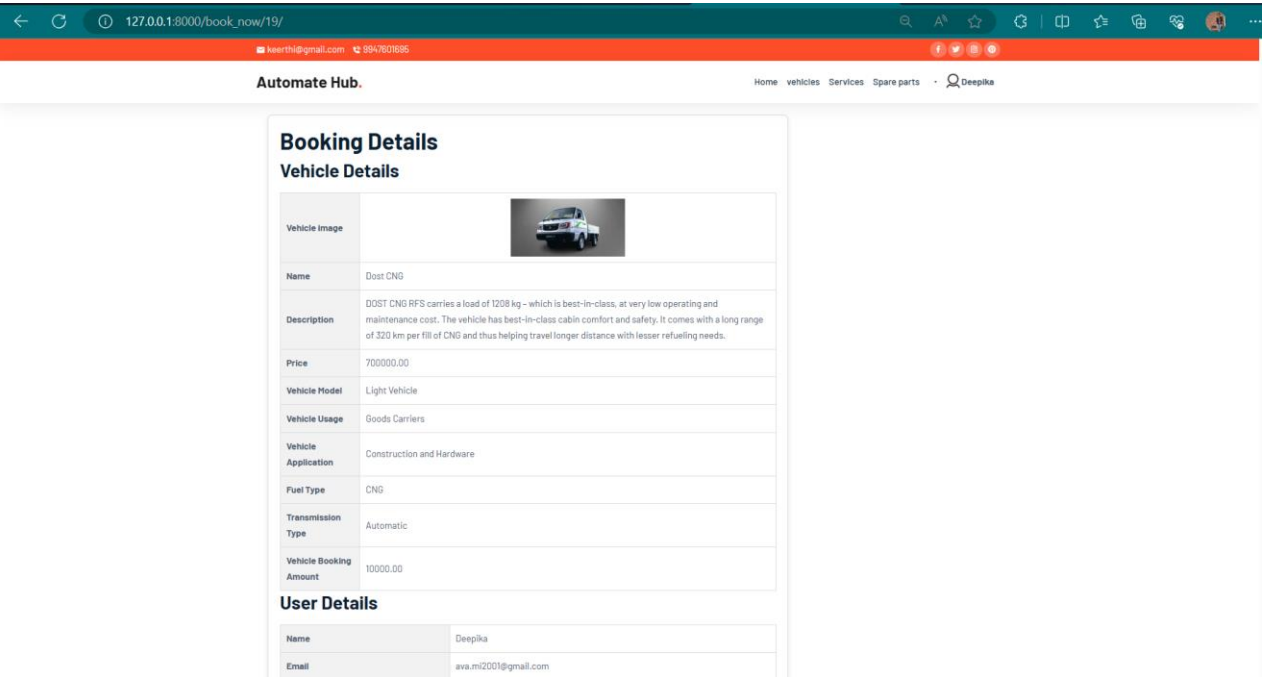 127.0.0.1:8000/book_now/19/
keerthi@gmail.com 9947601695
Automate Hub.
Home vehicles Services Spare parts Deepika
Booking Details
Vehicle Details
Vehicle image
Name Dost CNG
Description DOST CNG RFS carries a load of 1208 kg – which is best-in-class, at very low operating and
maintenance cost. The vehicle has best-in-class cabin comfort and safety. It comes with a long range
of 320 km per fill of CNG and thus helping travel longer distance with lesser refueling needs.
Price 700000.00
Vehicle Model Light Vehicle
Vehicle Usage Goods Carriers
Vehicle
Application Construction and Hardware
Fuel Type CNG
Transmission
Type Automatic
Vehicle Booking
Amount 10000.00
User Details
Name Deepika
Email ava.mi2001@gmail.com